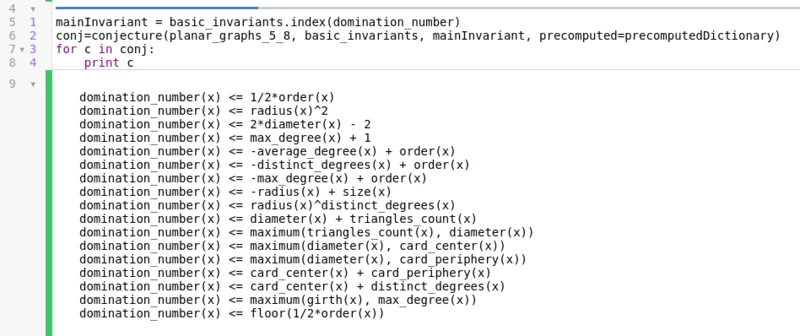 4
5 1 mainInvariant = basic_invariants.index(domination_number)
6 2 conj=conjecture(planar_graphs_5_8, basic_invariants, mainInvariant, precomputed=precomputedDictionary)
7 3 for c in conj:
8 4     print c
9
domination_number(x) <= 1/2*order(x)
domination_number(x) <= radius(x)^2
domination_number(x) <= 2*diameter(x) - 2
domination_number(x) <= max_degree(x) + 1
domination_number(x) <= -average_degree(x) + order(x)
domination_number(x) <= -distinct_degrees(x) + order(x)
domination_number(x) <= -max_degree(x) + order(x)
domination_number(x) <= -radius(x) + size(x)
domination_number(x) <= radius(x)^distinct_degrees(x)
domination_number(x) <= diameter(x) + triangles_count(x)
domination_number(x) <= maximum(triangles_count(x), diameter(x))
domination_number(x) <= maximum(diameter(x), card_center(x))
domination_number(x) <= maximum(diameter(x), card_periphery(x))
domination_number(x) <= card_center(x) + card_periphery(x)
domination_number(x) <= card_center(x) + distinct_degrees(x)
domination_number(x) <= maximum(girth(x), max_degree(x))
domination_number(x) <= floor(1/2*order(x))